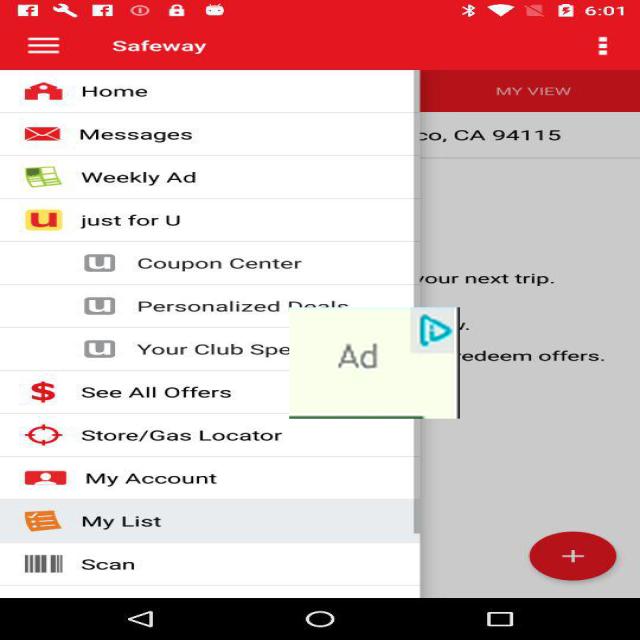 6:01
Safeway
Home
MY VIEW
Messages
co, CA 94115
Weekly Ad
just for U
Coupon Center
your next trip.
Personalized Deals
Your Club Spe
Ad
redeem offers.
See All Offers
Store/Gas Locator
My Account
My List
Scan